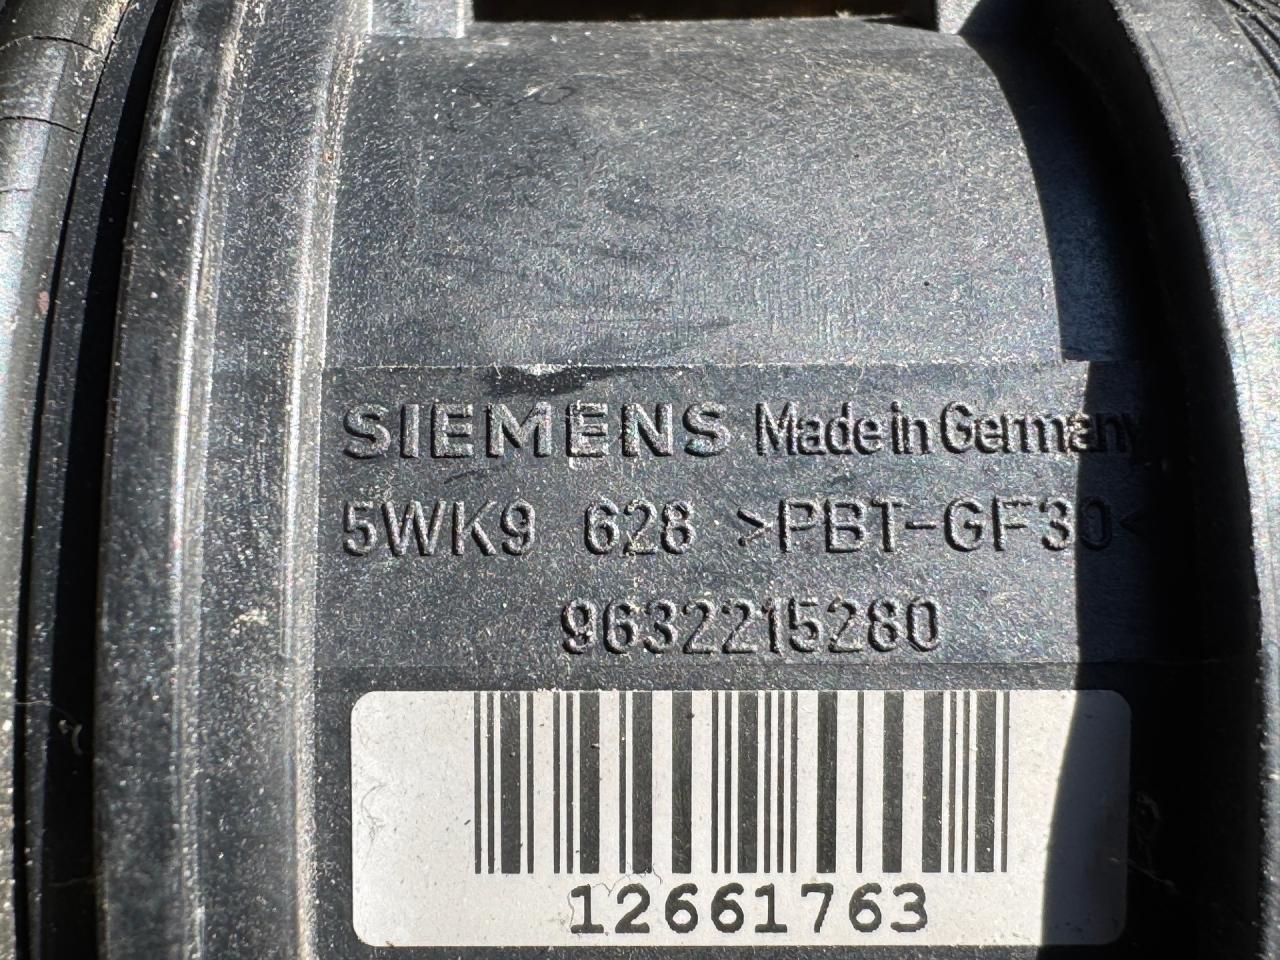 SIEMENS Made in Germany
5WK9 628 >PBT-GF30<
9632215280
12661763